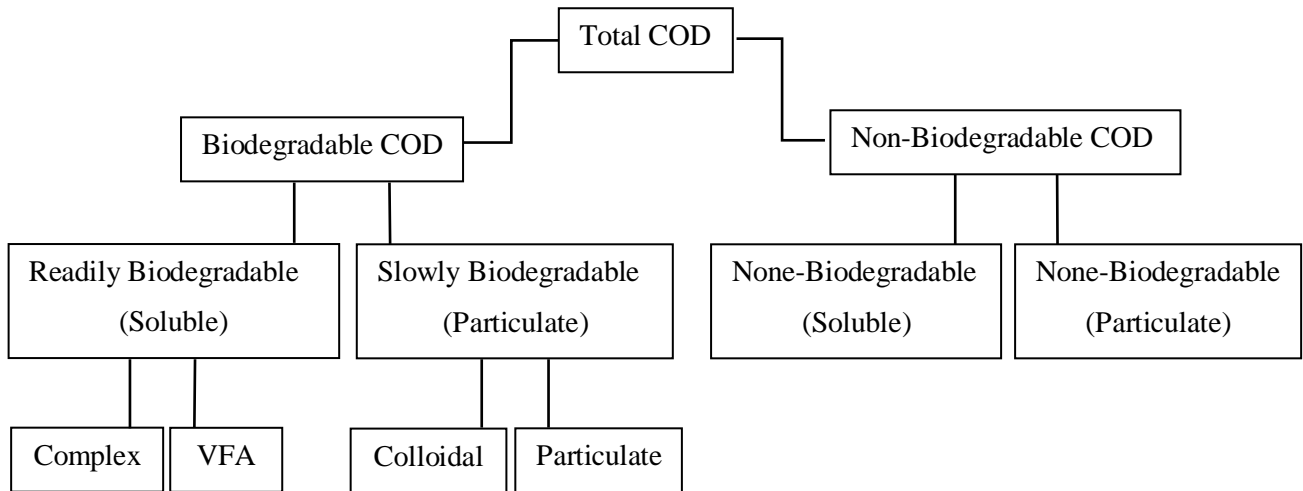 Total COD
Biodegradable COD
Non-Biodegradable COD
Readily Biodegradable
(Soluble)
Slowly Biodegradable
(Particulate)
None-Biodegradable
(Soluble)
None-Biodegradable
(Particulate)
Complex
VFA
Colloidal
Particulate